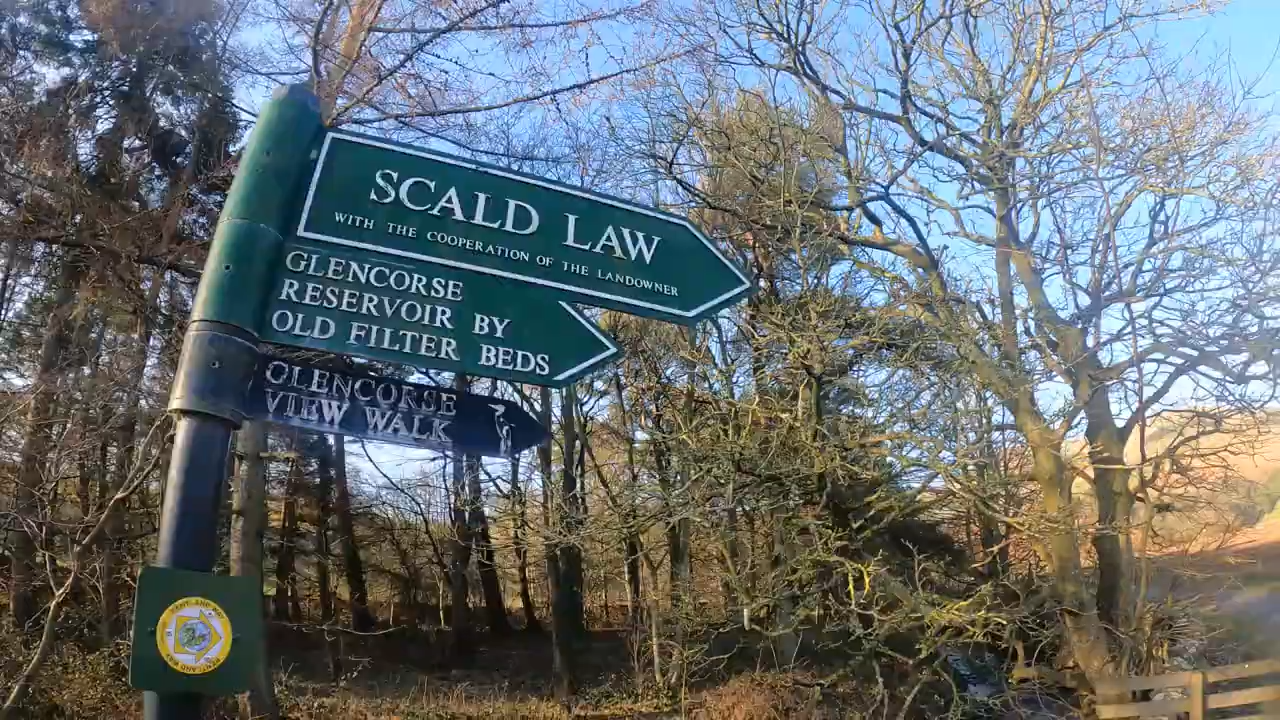 SCALD LAW
WITH THE COOPERATION OF THE LANDOWNER
GLENCORSE
RESERVOIR BY
OLD FILTER BEDS
GLENCORSE
VIEW WALK